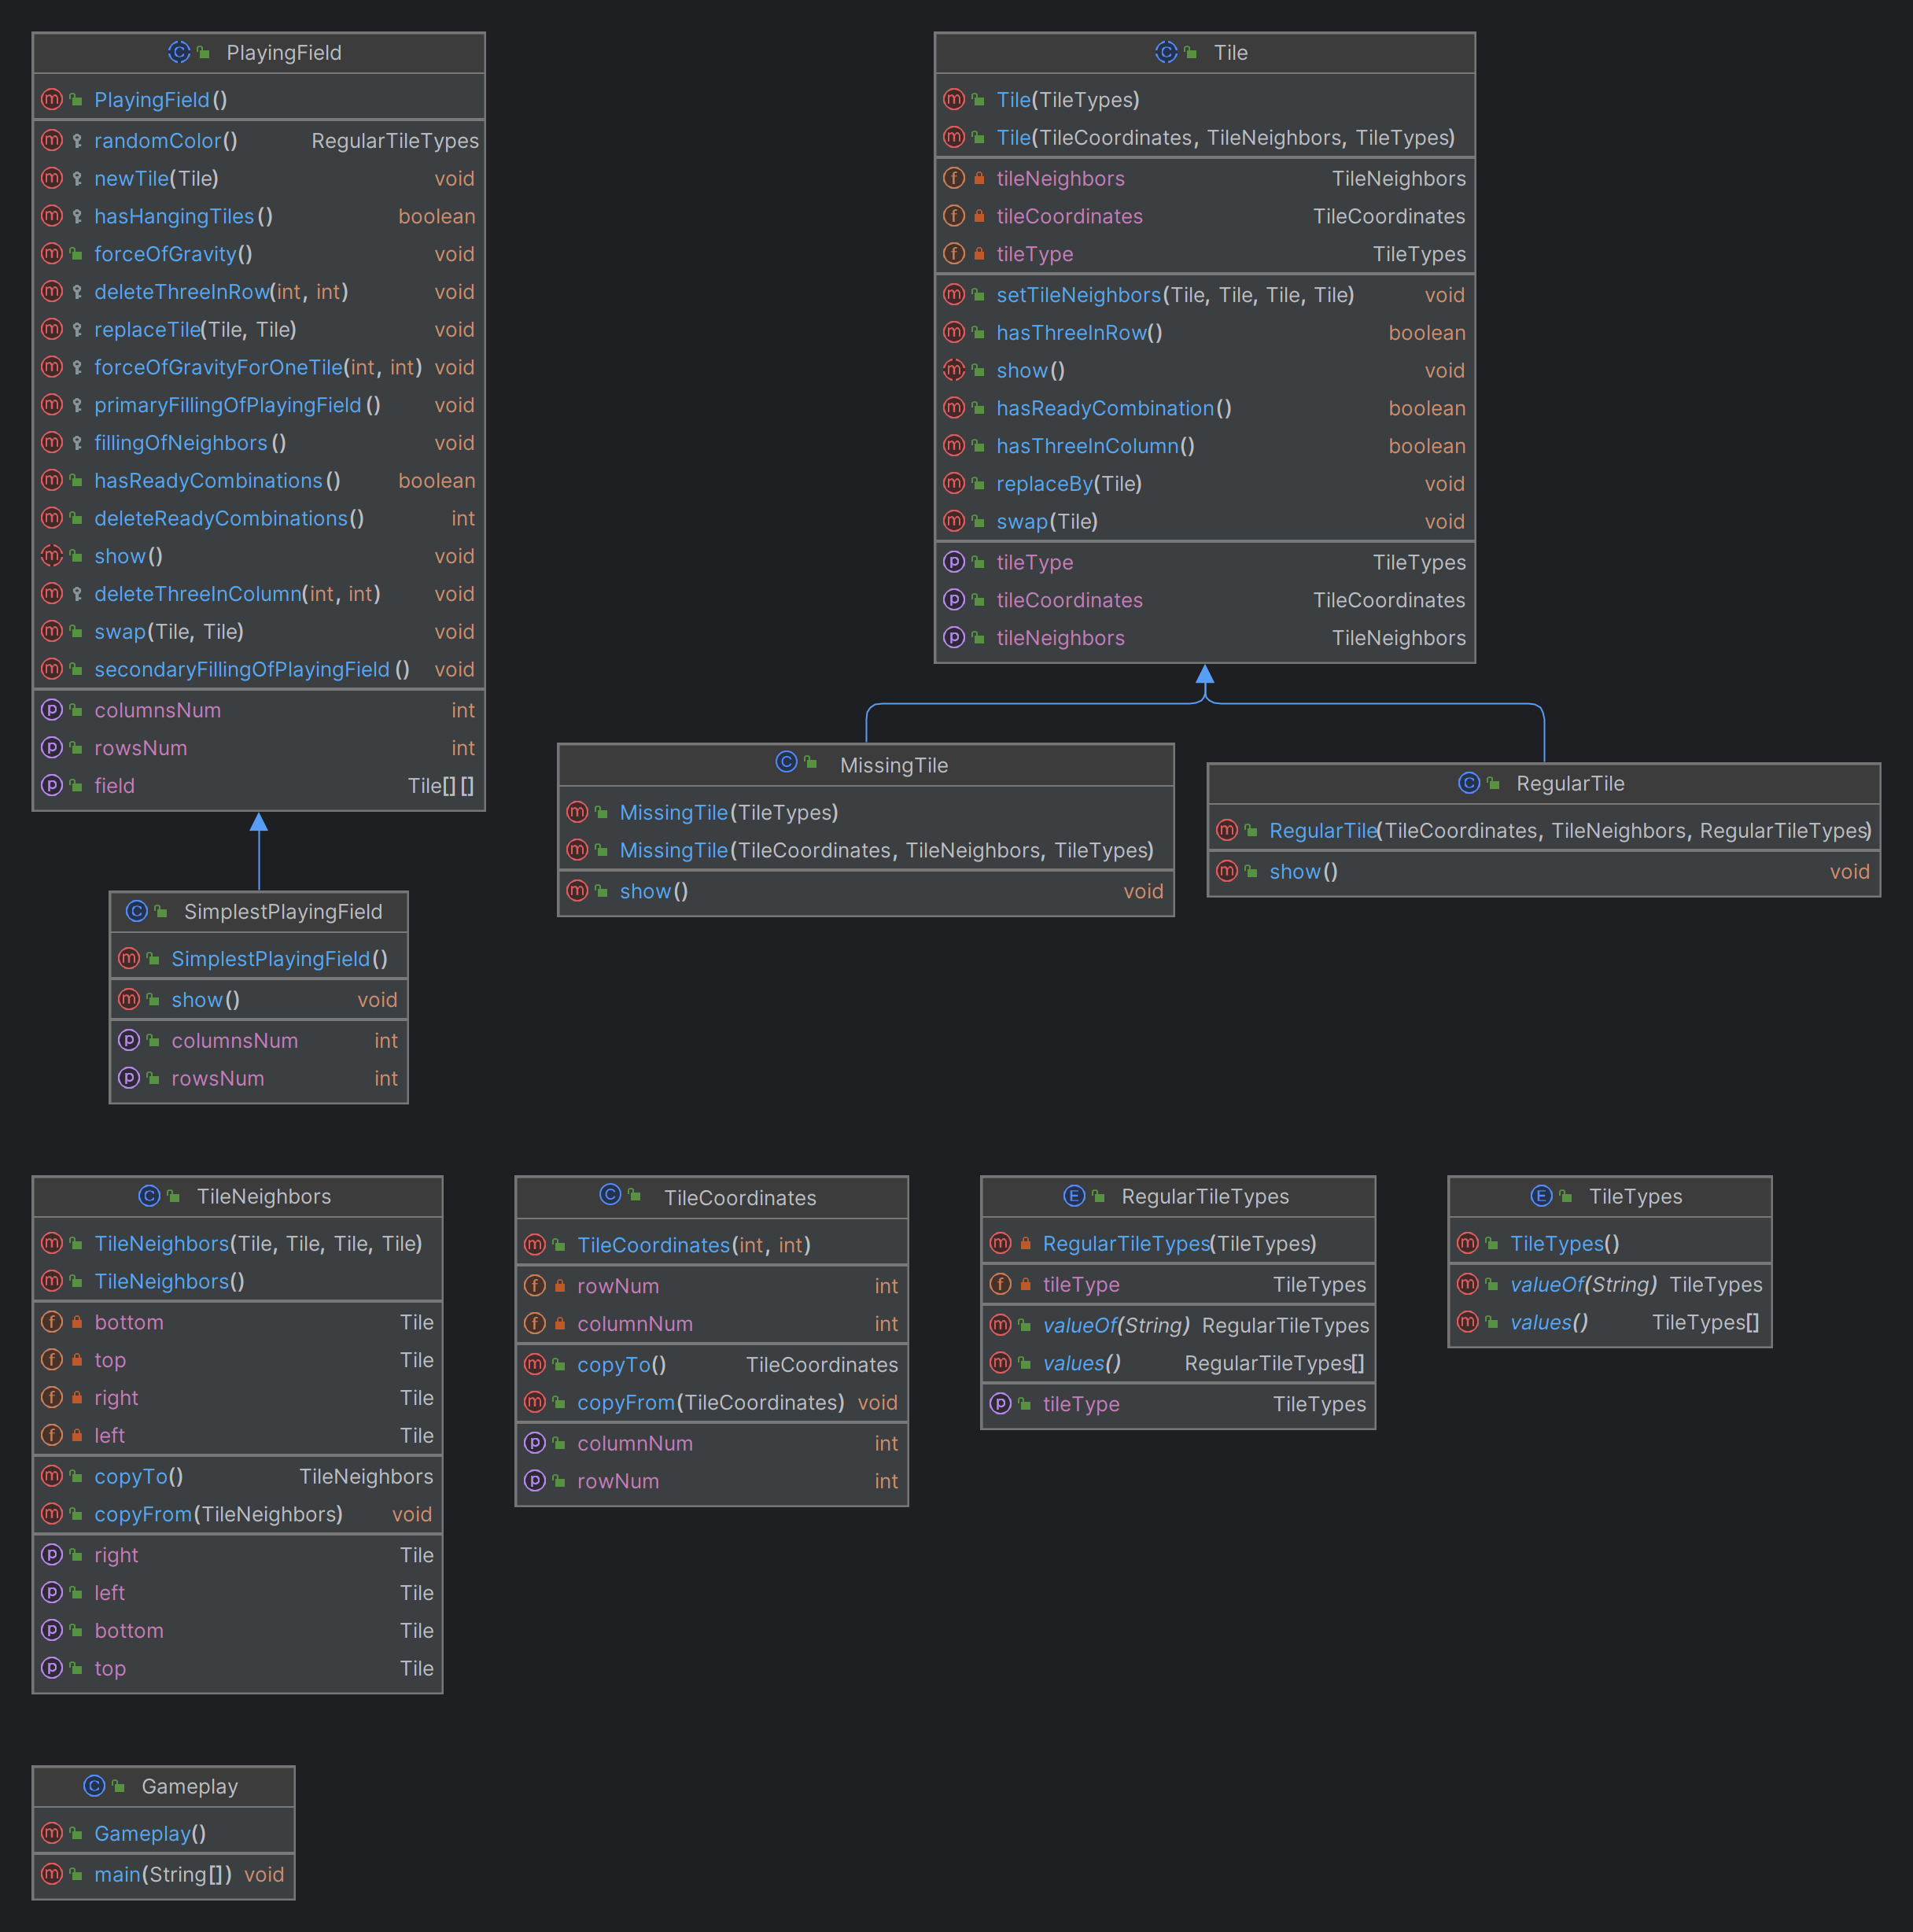 PlayingField
PlayingField()
randomColor() RegularTileTypes
newTile(Tile) void
hasHangingTiles() boolean
forceOfGravity() void
deleteThreeInRow(int, int) void
replaceTile(Tile, Tile) void
forceOfGravityForOneTile(int, int) void
primaryFillingOfPlayingField() void
fillingOfNeighbors() void
hasReadyCombinations() boolean
deleteReadyCombinations() int
show() void
deleteThreeInColumn(int, int) void
swap(Tile, Tile) void
secondaryFillingOfPlayingField() void
columnsNum int
rowsNum int
field Tile[][]
Tile
Tile(TileTypes)
Tile(TileCoordinates, TileNeighbors, TileTypes)
tileNeighbors TileNeighbors
tileCoordinates TileCoordinates
tileType TileTypes
setTileNeighbors(Tile, Tile, Tile, Tile) void
hasThreeInRow() boolean
show() void
hasReadyCombination() boolean
hasThreeInColumn() boolean
replaceBy(Tile) void
swap(Tile) void
tileType TileTypes
tileCoordinates TileCoordinates
tileNeighbors TileNeighbors
MissingTile
MissingTile(TileTypes)
MissingTile(TileCoordinates, TileNeighbors, TileTypes)
show() void
RegularTile
RegularTile(TileCoordinates, TileNeighbors, RegularTileTypes)
show() void
SimplestPlayingField
SimplestPlayingField()
show() void
columnsNum int
rowsNum int
TileNeighbors
TileNeighbors(Tile, Tile, Tile, Tile)
TileNeighbors()
bottom Tile
top Tile
right Tile
left Tile
copyTo() TileNeighbors
copyFrom(TileNeighbors) void
right Tile
left Tile
bottom Tile
top Tile
TileCoordinates
TileCoordinates(int, int)
rowNum int
columnNum int
copyTo() TileCoordinates
copyFrom(TileCoordinates) void
columnNum int
rowNum int
RegularTileTypes
RegularTileTypes(TileTypes)
tileType TileTypes
valueOf(String) RegularTileTypes
values() RegularTileTypes[]
tileType TileTypes
TileTypes
TileTypes()
valueOf(String) TileTypes
values() TileTypes[]
Gameplay
Gameplay()
main(String[]) void